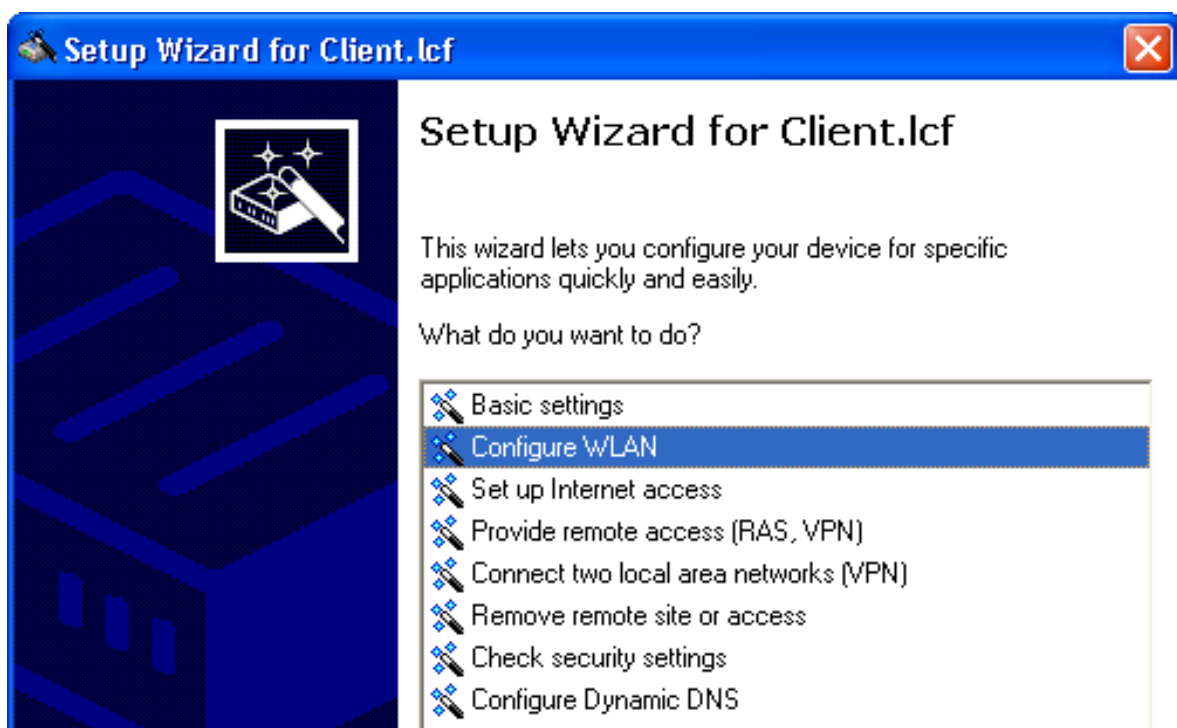 Setup Wizard for Client.lcf
Setup Wizard for Client.lcf
This wizard lets you configure your device for specific
applications quickly and easily.
What do you want to do?
Basic settings
Configure WLAN
Set up Internet access
Provide remote access (RAS, VPN)
Connect two local area networks (VPN)
Remove remote site or access
Check security settings
Configure Dynamic DNS